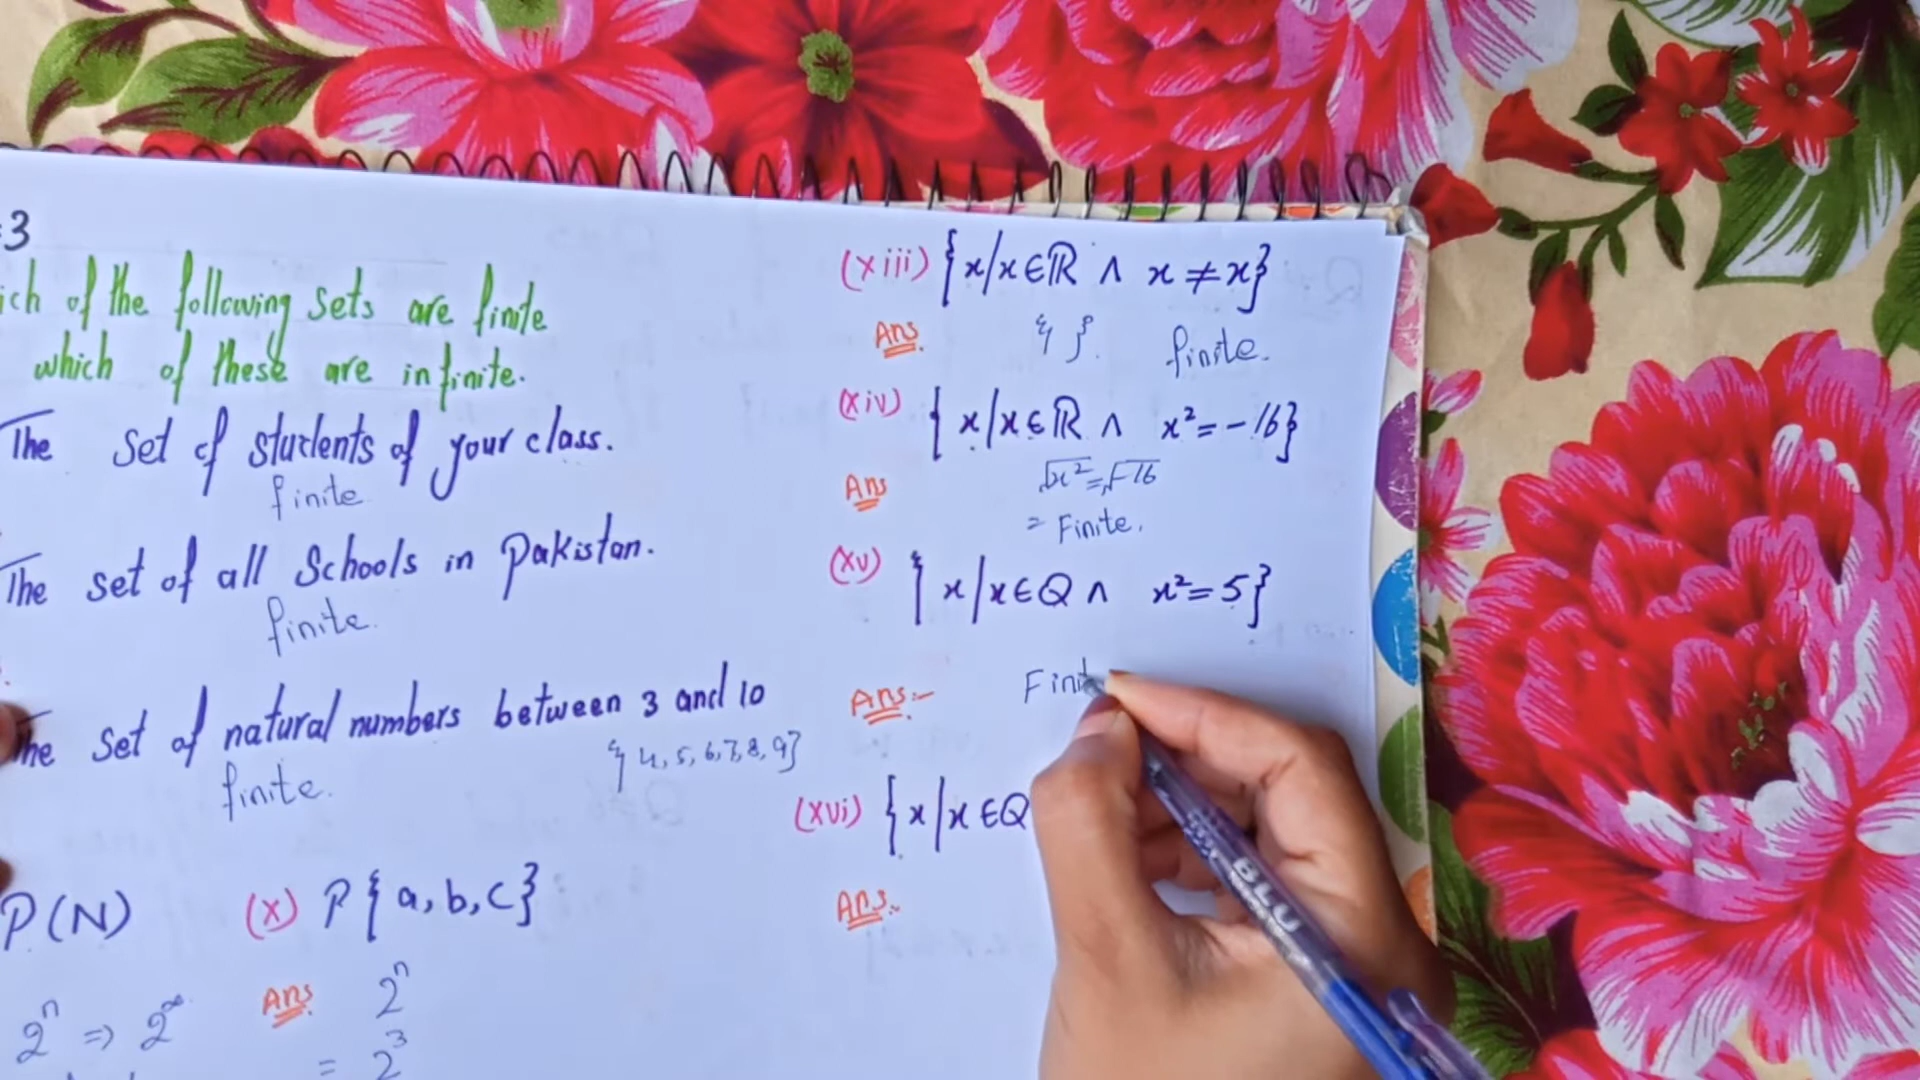 3
ich of the following sets are finite
which of these are infinite.
The set of students of your class.
finite
The set of all Schools in Pakistan.
finite.
The set of natural numbers between 3 and 10
{4, 5, 6, 7, 8, 9}
finite.
P(N)
2ⁿ ⇒ 2^∞
(x) P{a, b, c}
Ans 2ⁿ
= 2³
(xiii) {x/x∈ℝ ∧ x ≠ x}
Ans. { }. finite.
(xiv) {x/x∈ℝ ∧ x² = -16}
Ans √x² = √-16
= Finite.
(xv) {x/x∈Q ∧ x² = 5}
Ans:- Finit
(xvi) {x/x∈Q
Ans:-
BLU